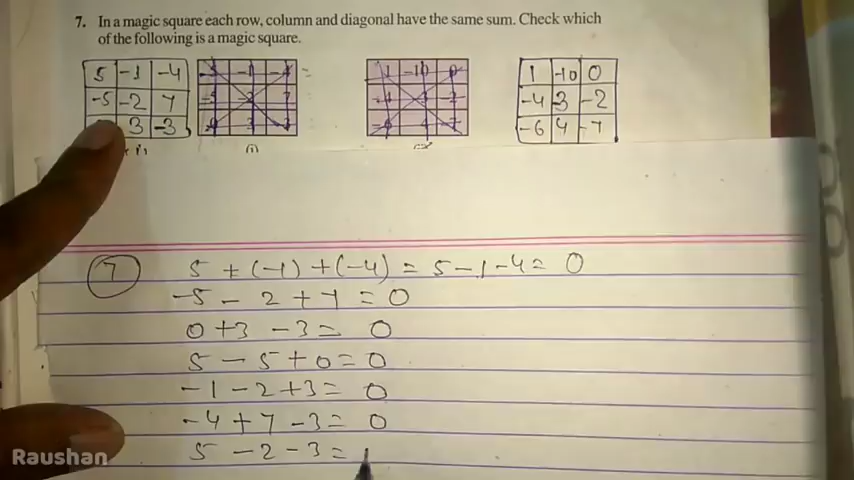 7. In a magic square each row, column and diagonal have the same sum. Check which
of the following is a magic square.
5 -1 -4
-5 -2 7
3 -3
(i)
1 -10 0
-4 3 -2
-6 4 -7
7 5 + (-1) + (-4) = 5 - 1 - 4 = 0
-5 - 2 + 7 = 0
0 + 3 - 3 = 0
5 - 5 + 0 = 0
-1 - 2 + 3 = 0
-4 + 7 - 3 = 0
5 - 2 - 3 =
Raushan